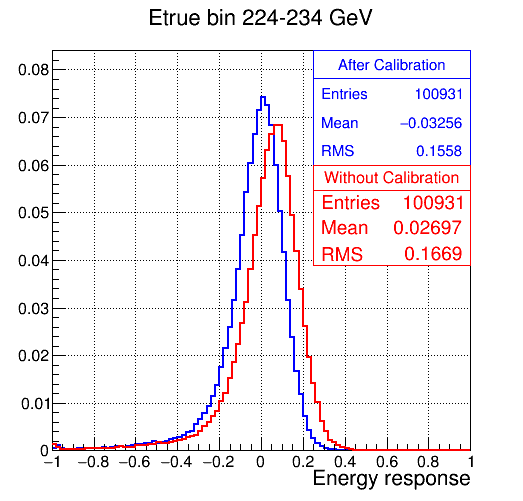 Etrue bin 224-234 GeV
After Calibration
Entries 100931
Mean −0.03256
RMS 0.1558
Without Calibration
Entries 100931
Mean 0.02697
RMS 0.1669
0.08
0.07
0.06
0.05
0.04
0.03
0.02
0.01
0
−1 −0.8 −0.6 −0.4 −0.2 0 0.2 0.4 0.6 0.8 1
Energy response